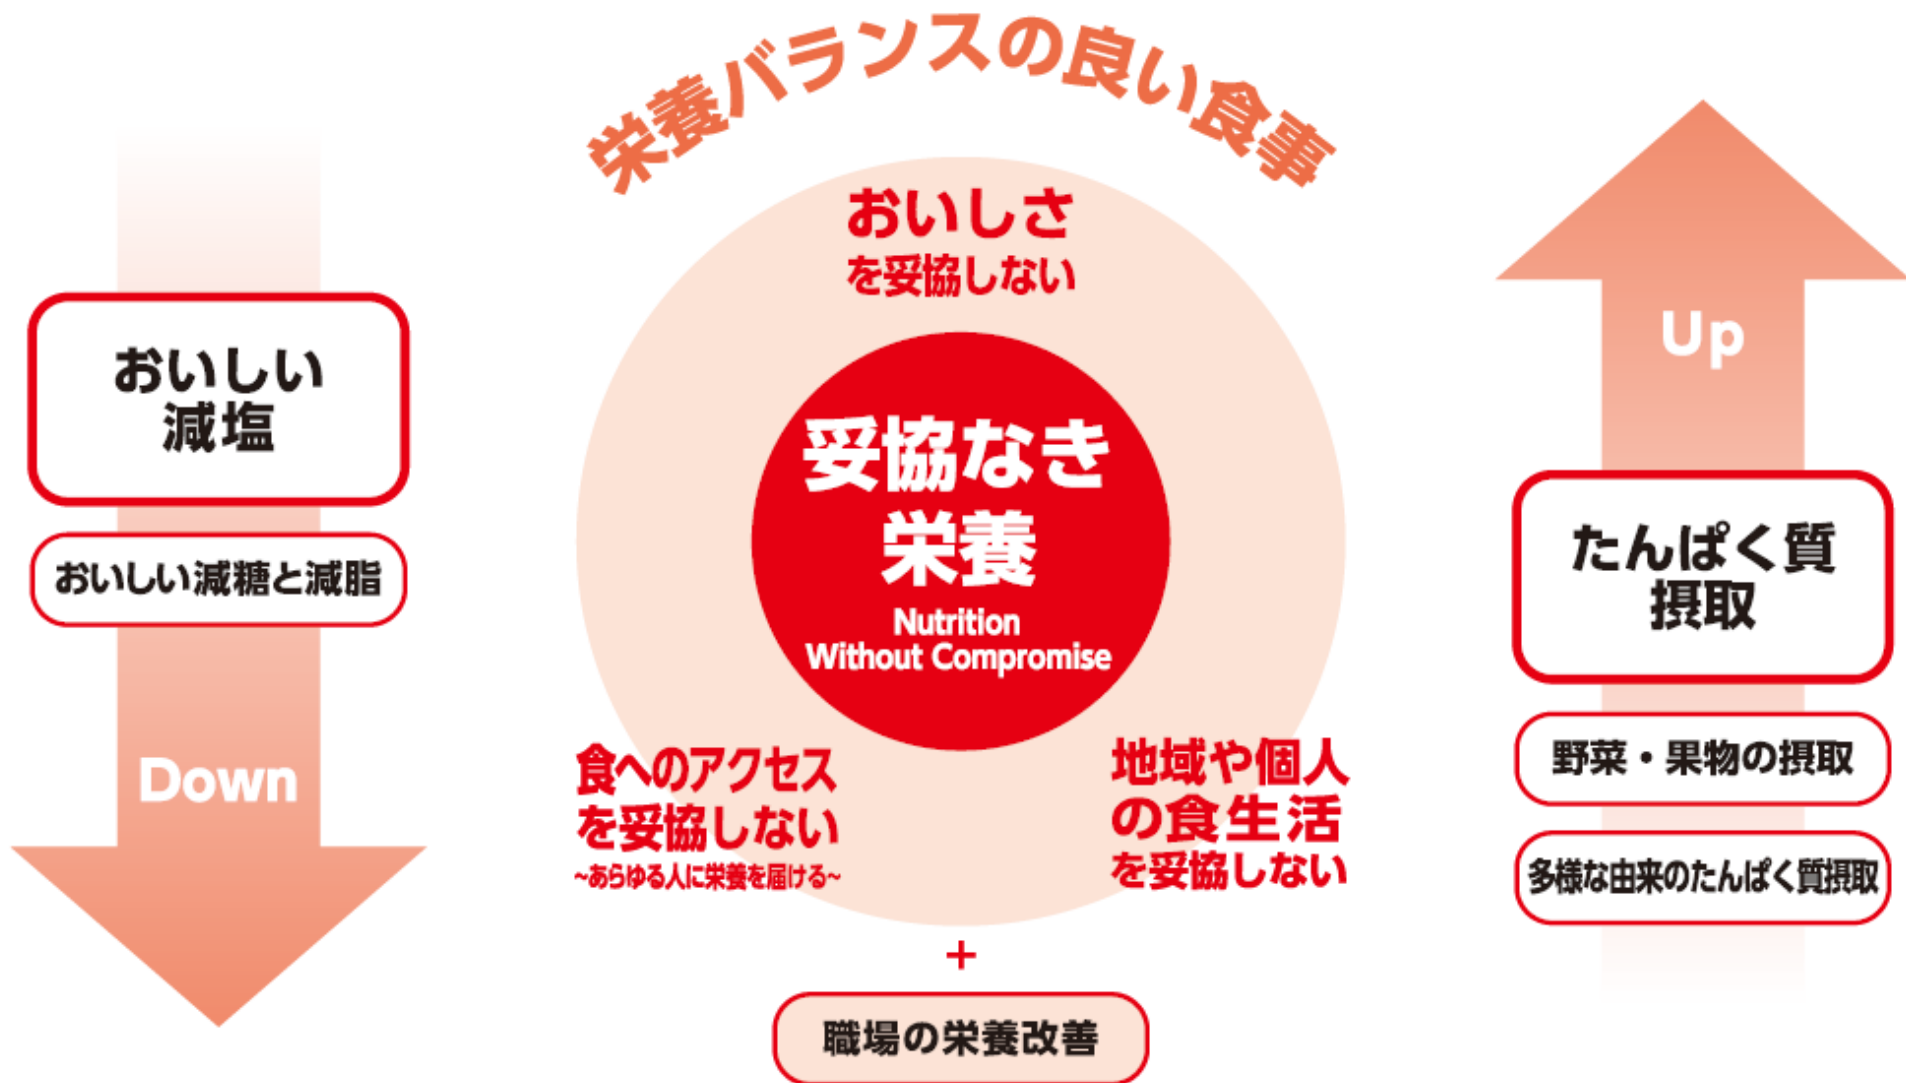 栄養バランスの良い食事
おいしい
減塩
おいしい減糖と減脂
Down
おいしさ
を妥協しない
妥協なき
栄養
Nutrition
Without Compromise
食へのアクセス
を妥協しない
~あらゆる人に栄養を届ける~
地域や個人
の食生活
を妥協しない
+
職場の栄養改善
Up
たんぱく質
摂取
野菜・果物の摂取
多様な由来のたんぱく質摂取